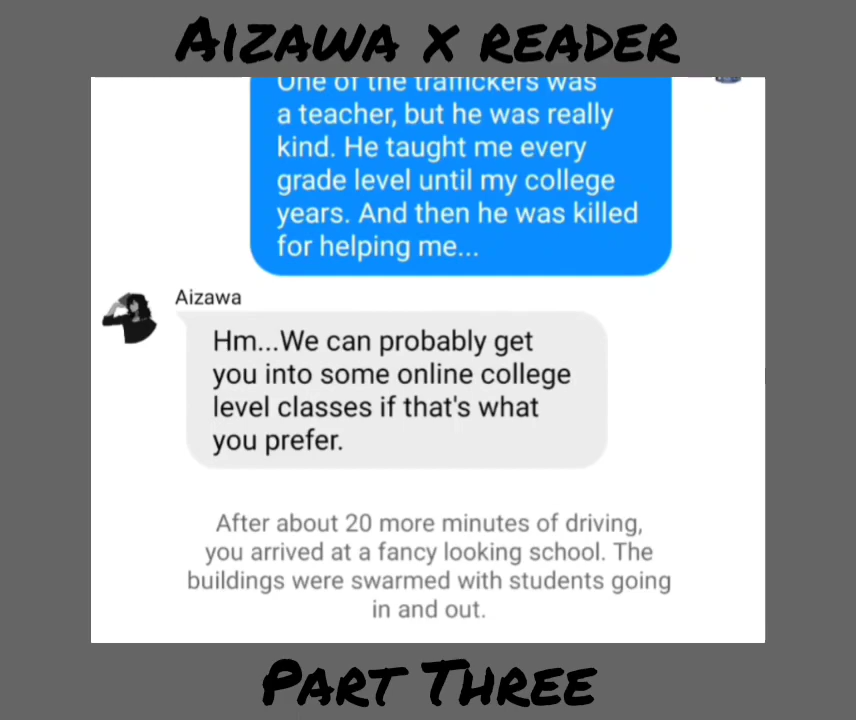 AIZAWA X READER
One of the traffickers was
a teacher, but he was really
kind. He taught me every
grade level until my college
years. And then he was killed
for helping me...
Aizawa
Hm...We can probably get
you into some online college
level classes if that's what
you prefer.
After about 20 more minutes of driving,
you arrived at a fancy looking school. The
buildings were swarmed with students going
in and out.
PART THREE